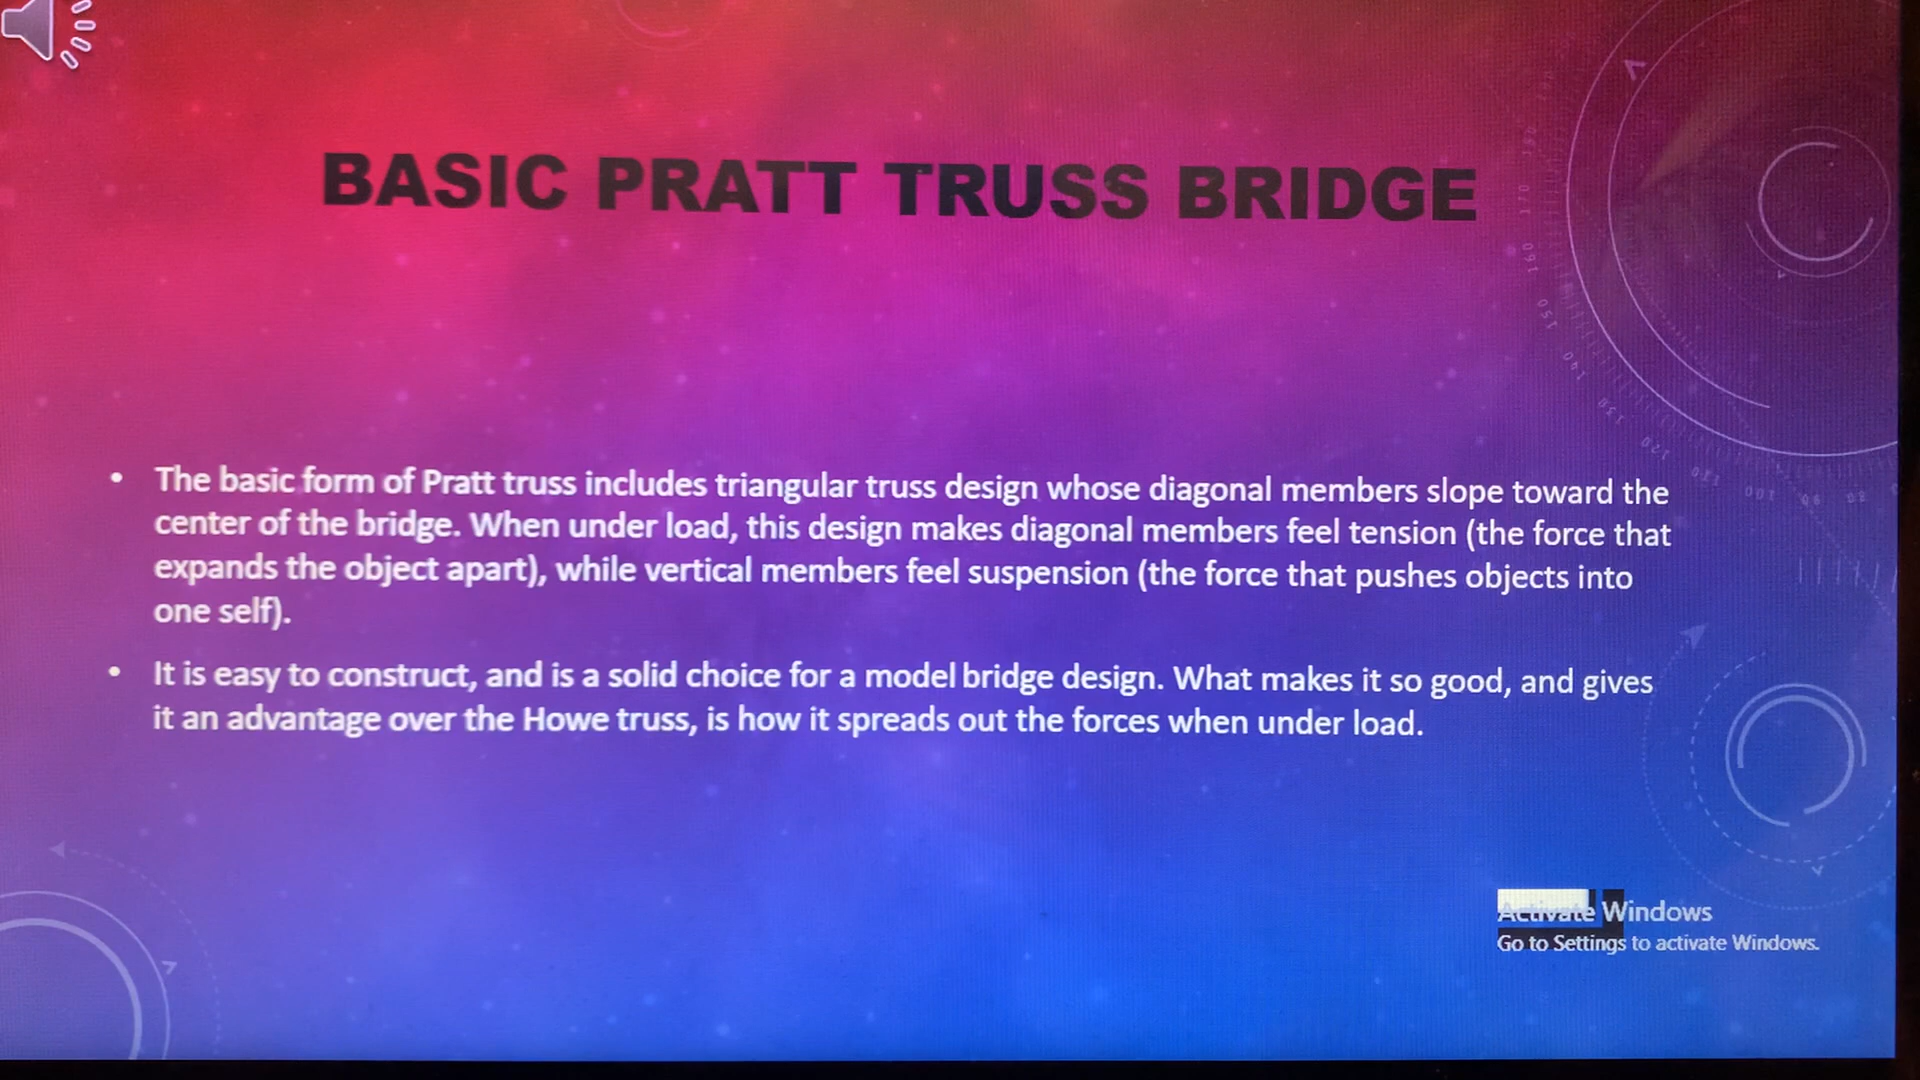 BASIC PRATT TRUSS BRIDGE
• The basic form of Pratt truss includes triangular truss design whose diagonal members slope toward the
center of the bridge. When under load, this design makes diagonal members feel tension (the force that
expands the object apart), while vertical members feel suspension (the force that pushes objects into
one self).
• It is easy to construct, and is a solid choice for a model bridge design. What makes it so good, and gives
it an advantage over the Howe truss, is how it spreads out the forces when under load.
160
150
140
Activate Windows
Go to Settings to activate Windows.